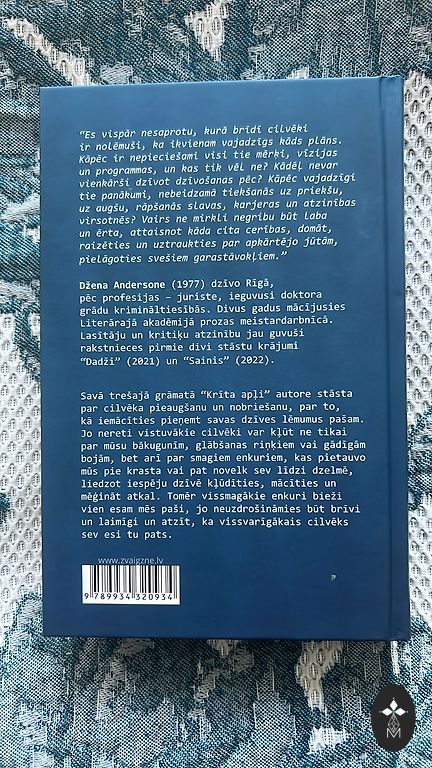 “Es vispār nesaprotu, kurā brīdī cilvēki
ir nolēmuši, ka ikvienam vajadzīgs kāds plāns.
Kāpēc ir nepieciešami visi tie mērķi, vīzijas
un programmas, un kas tik vēl ne? Kādēļ nevar
vienkārši dzīvot dzīvošanas pēc? Kāpēc vajadzīgi
tie panākumi, nebeidzamā tiekšanās uz priekšu,
uz augšu, rāpšanās slavas, karjeras un atzinības
virsotnēs? Vairs ne mirkli negribu būt laba
un ērta, attaisnot kāda cita cerības, domāt,
raizēties un uztraukties par apkārtējo jūtām,
pielāgoties svešiem garastāvokļiem.”
Džena Andersone (1977) dzīvo Rīgā,
pēc profesijas – juriste, ieguvusi doktora
grādu krimināltiesībās. Divus gadus mācījusies
Literārajā akadēmijā prozas meistardarbnīcā.
Lasītāju un kritiķu atzinību jau guvuši
rakstnieces pirmie divi stāstu krājumi
“Dadži” (2021) un “Sainis” (2022).
Savā trešajā grāmatā “Krīta apļi” autore stāsta
par cilvēka pieaugšanu un nobriešanu, par to,
kā iemācīties pieņemt savas dzīves lēmumus pašam.
Jo nereti vistuvākie cilvēki var kļūt ne tikai
par mūsu bākugunīm, glābšanas riņķiem vai gādīgām
bojām, bet arī par smagiem enkuriem, kas pietauvo
mūs pie krasta vai pat novelk sev līdzi dzelmē,
liedzot iespēju dzīvē kļūdīties, mācīties un
mēģināt atkal. Tomēr vissmagākie enkuri bieži
vien esam mēs paši, jo neuzdrošināmies būt brīvi
un laimīgi un atzīt, ka vissvarīgākais cilvēks
sev esi tu pats.
www.zvaigzne.lv
9 789934 320934